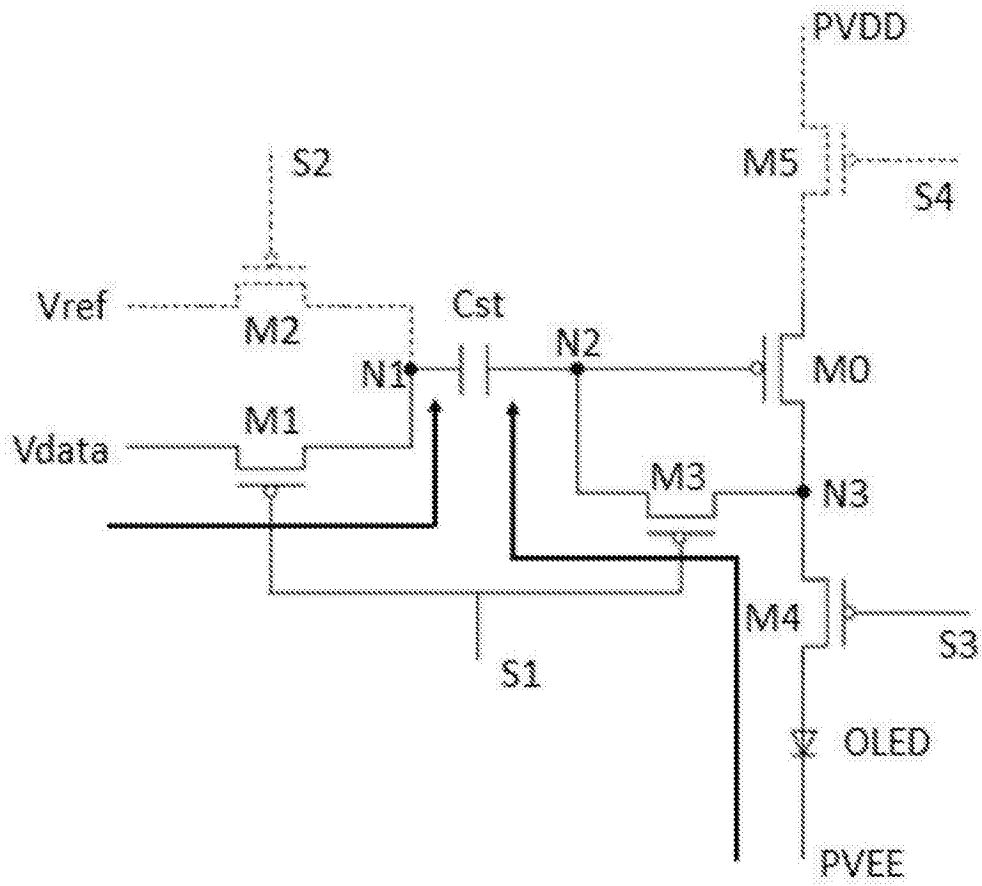 PVDD
S2
M5
S4
Vref
M2
Cst
N1
N2
M0
M1
Vdata
M3
N3
M4
S3
S1
OLED
PVEE